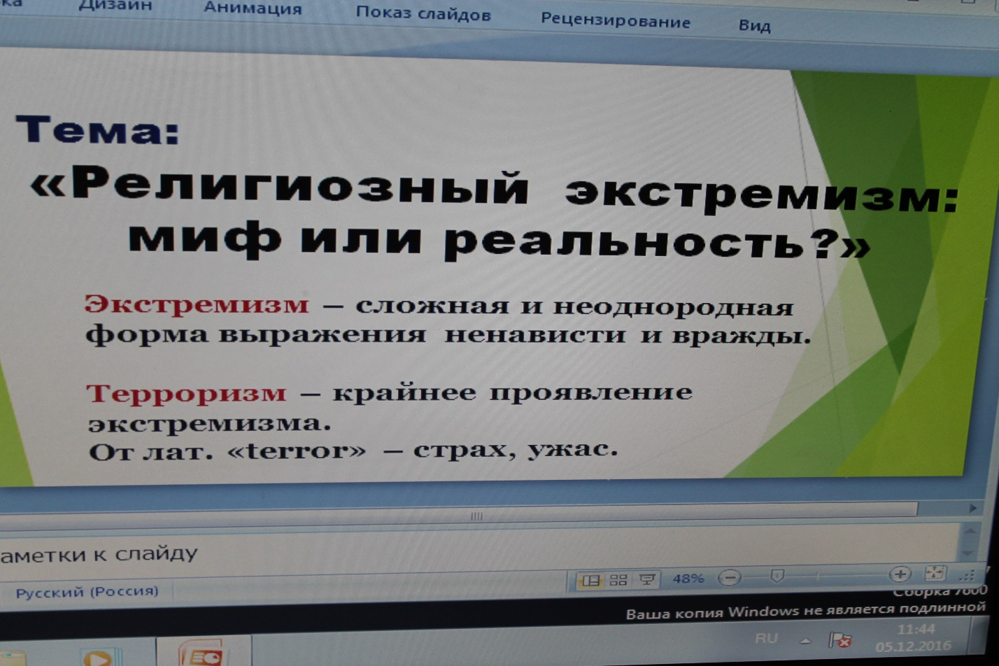 Дизайн Анимация Показ слайдов Рецензирование Вид
Тема:
«Религиозный экстремизм:
миф или реальность?»
Экстремизм – сложная и неоднородная
форма выражения ненависти и вражды.
Терроризм – крайнее проявление
экстремизма.
От лат. «terror» – страх, ужас.
аметки к слайду
48%
Русский (Россия)
Сборка 7600
Ваша копия Windows не является подлинной
RU
11:44
05.12.2016